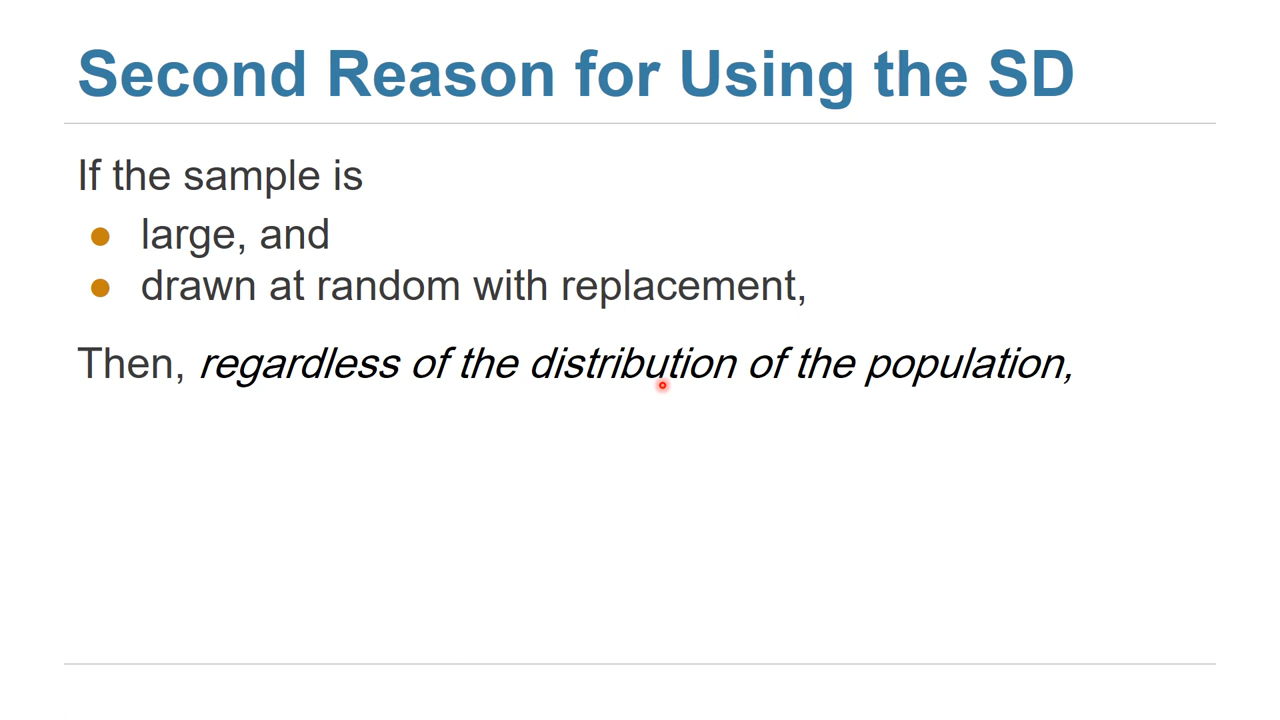 Second Reason for Using the SD
If the sample is
● large, and
● drawn at random with replacement,
Then, regardless of the distribution of the population,